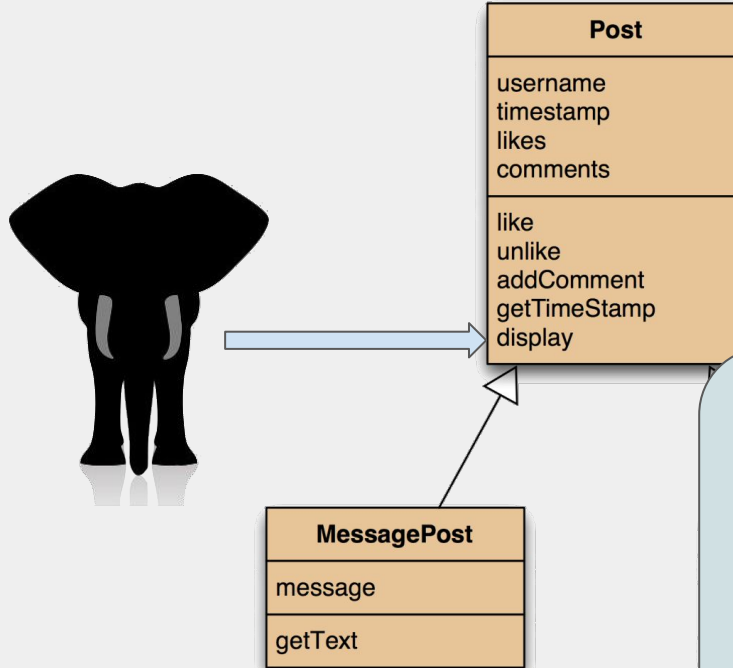 Post
username
timestamp
likes
comments
like
unlike
addComment
getTimeStamp
display
MessagePost
message
getText